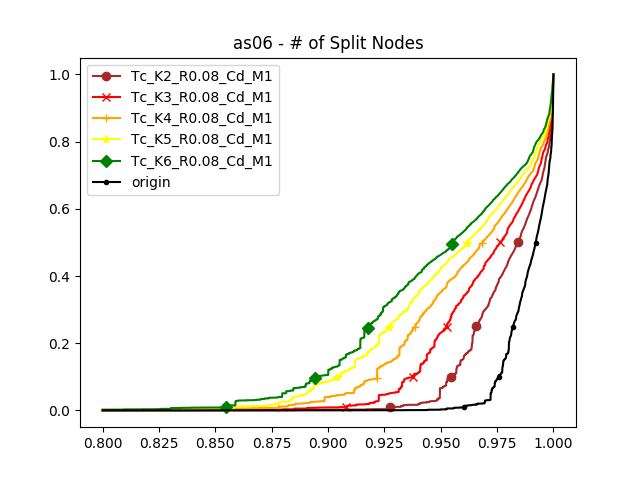 as06 - # of Split Nodes
1.0
0.8
0.6
0.4
0.2
0.0
Tc_K2_R0.08_Cd_M1
Tc_K3_R0.08_Cd_M1
Tc_K4_R0.08_Cd_M1
Tc_K5_R0.08_Cd_M1
Tc_K6_R0.08_Cd_M1
origin
0.800 0.825 0.850 0.875 0.900 0.925 0.950 0.975 1.000